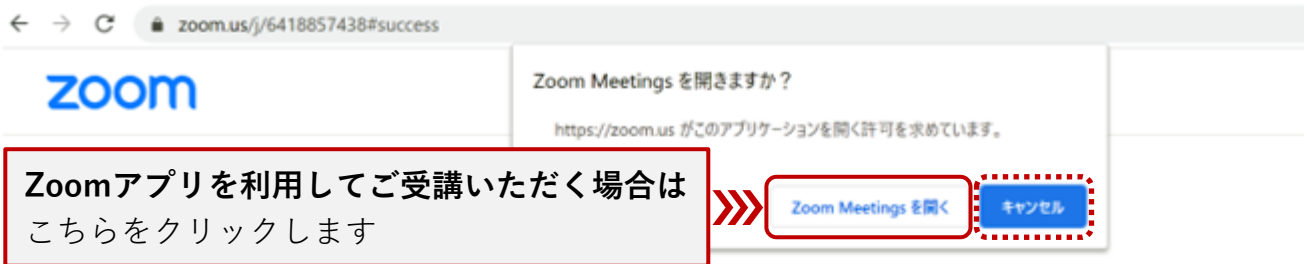 zoom.us/j/6418857438#success
zoom
Zoom Meetings を開きますか？
https://zoom.us がこのアプリケーションを開く許可を求めています。
Zoomアプリを利用してご受講いただく場合は
こちらをクリックします
Zoom Meetings を開く
キャンセル